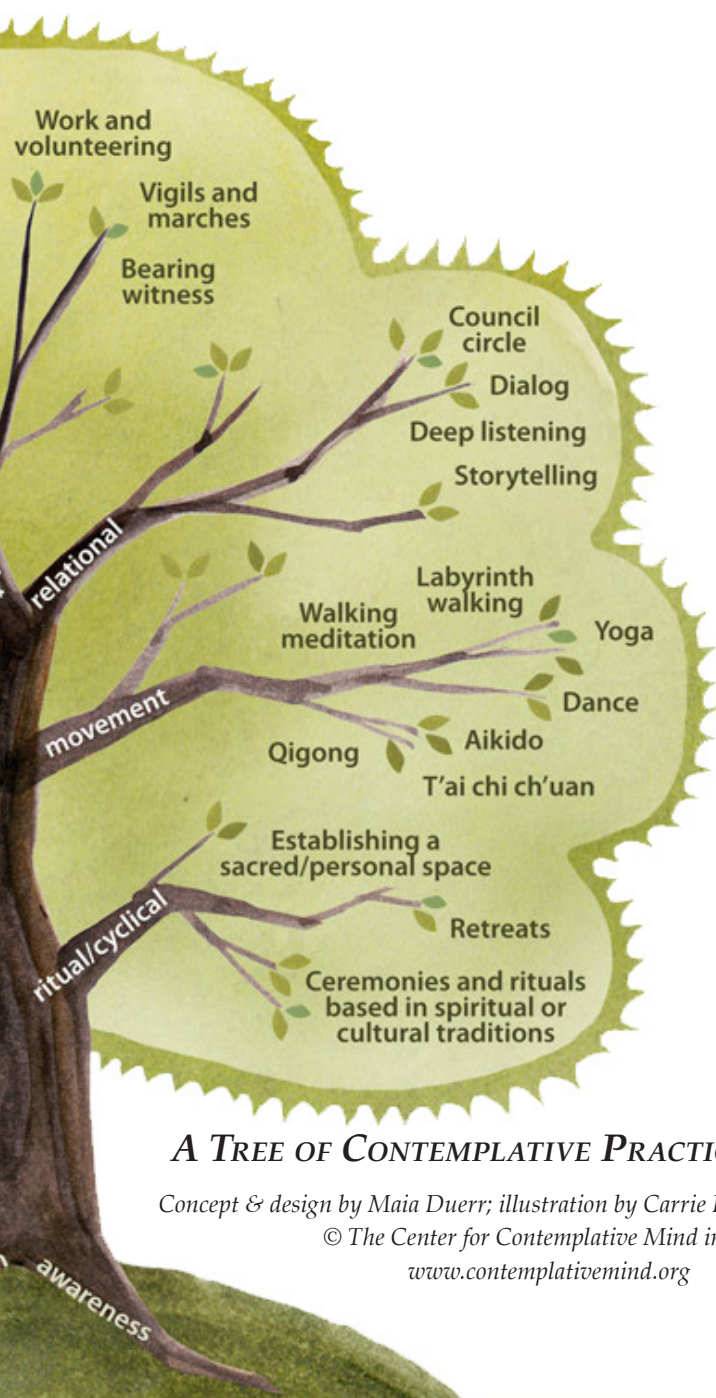 Work and
volunteering
Vigils and
marches
Bearing
witness
Council
circle
Dialog
Deep listening
Storytelling
relational
Labyrinth
walking
Walking
meditation
Yoga
movement
Dance
Aikido
Qigong
T'ai chi ch'uan
Establishing a
sacred/personal space
ritual/cyclical
Retreats
Ceremonies and rituals
based in spiritual or
cultural traditions
A Tree of Contemplative
Concept & design by Maia Duerr; illustration by Carrie
© The Center for Contemplative Mind
www.contemplativemind.org
awareness